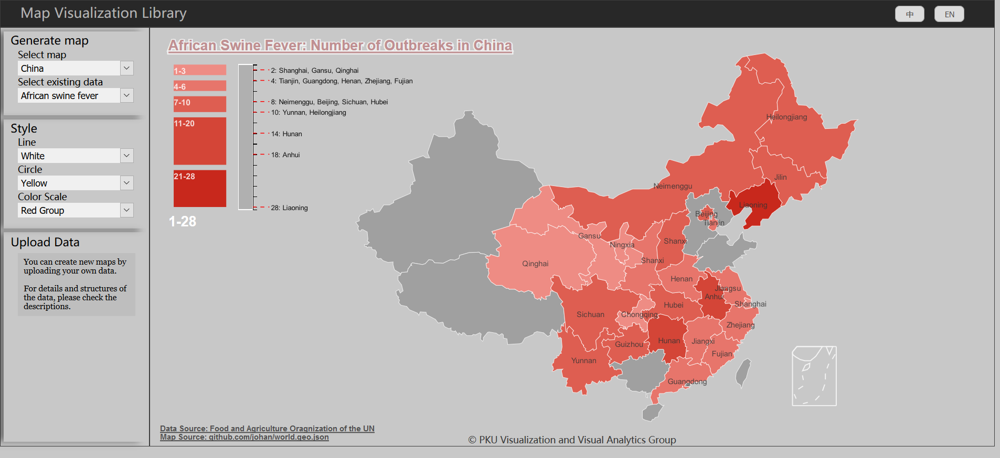 Map Visualization Library
中
EN
Generate map
Select map
China
Select existing data
African swine fever
Style
Line
White
Circle
Yellow
Color Scale
Red Group
Upload Data
You can create new maps by
uploading your own data.
For details and structures of
the data, please check the
descriptions.
African Swine Fever: Number of Outbreaks in China
1-3
4-6
7-10
11-20
21-28
1-28
2: Shanghai, Gansu, Qinghai
4: Tianjin, Guangdong, Henan, Zhejiang, Fujian
8: Neimenggu, Beijing, Sichuan, Hubei
10: Yunnan, Heilongjiang
14: Hunan
18: Anhui
28: Liaoning
Heilongjiang
Jilin
Neimenggu
Liaoning
Beijing
Tianjin
Gansu
Ningxia
Shanxi
Qinghai
Shanxi
Henan
Jiangsu
Anhui
Shanghai
Hubei
Sichuan
Chongqing
Zhejiang
Hunan
Jiangxi
Guizhou
Fujian
Yunnan
Guangdong
Data Source: Food and Agriculture Oragnization of the UN
Map Source: github.com/johan/world.geo.json
© PKU Visualization and Visual Analytics Group